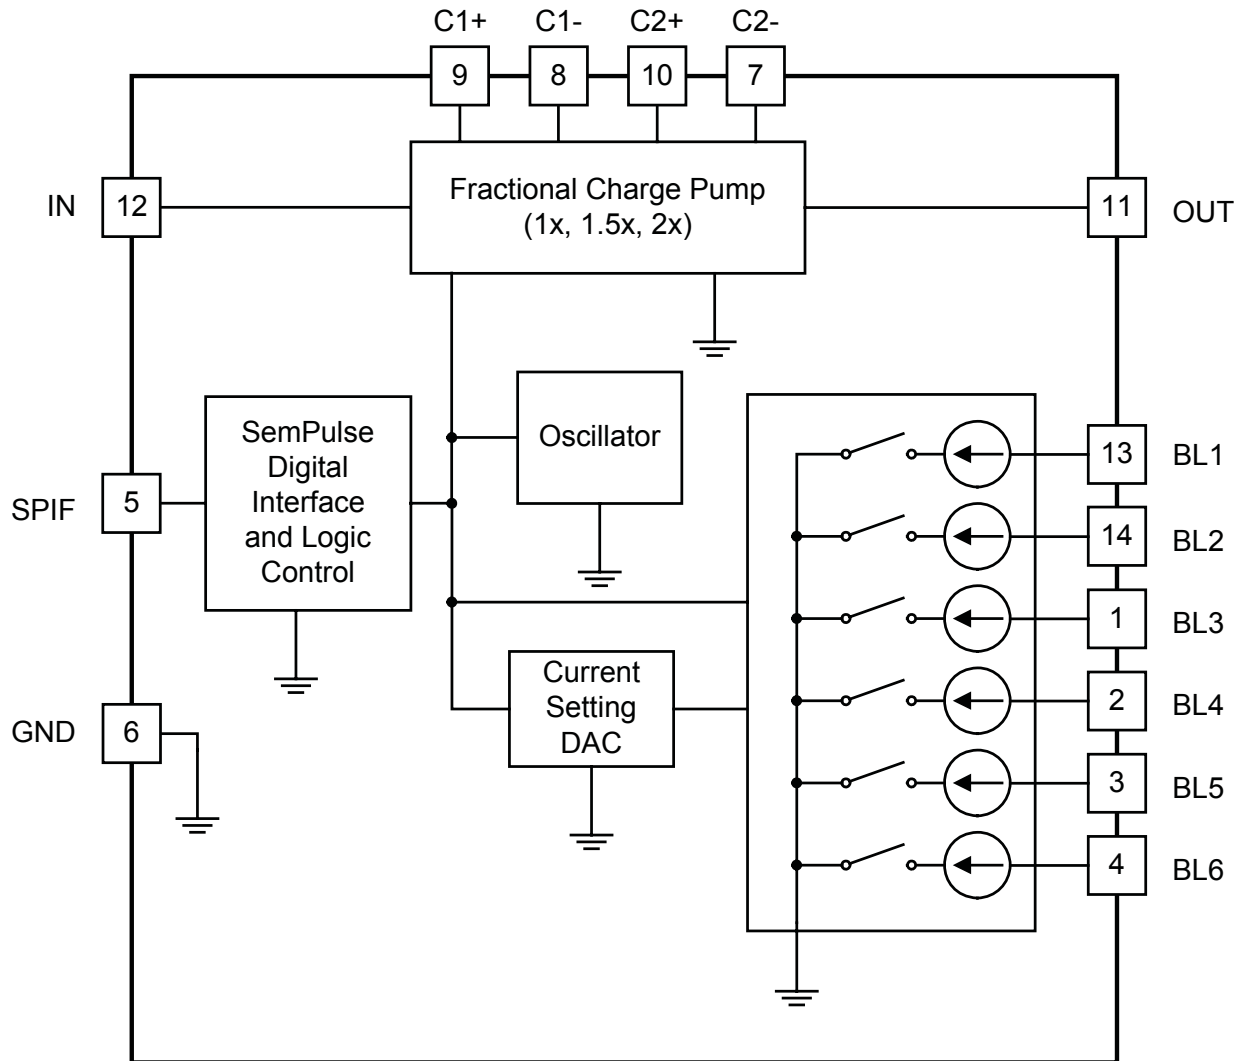 C1+ C1- C2+ C2-
9 8 10 7
Fractional Charge Pump
(1x, 1.5x, 2x)
IN 12
11 OUT
SemPulse
Digital
Interface
and Logic
Control
Oscillator
SPIF 5
13 BL1
14 BL2
1 BL3
2 BL4
3 BL5
4 BL6
Current
Setting
DAC
GND 6